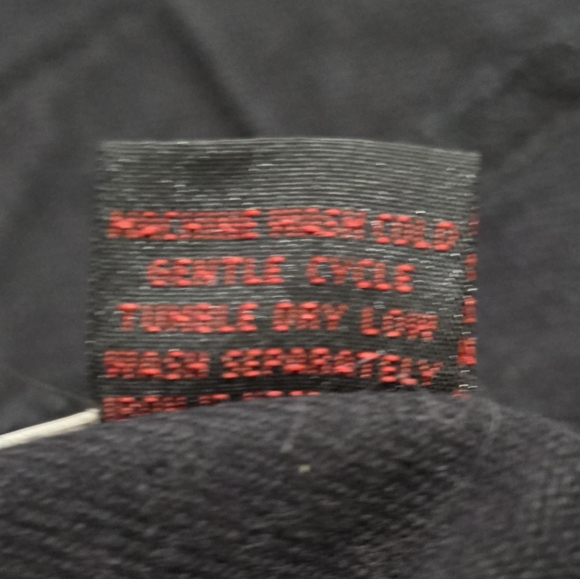 MACHINE WASH COLD
GENTLE CYCLE
TUMBLE DRY LOW
WASH SEPARATELY